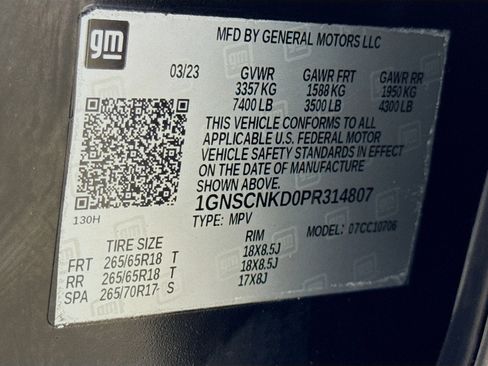 gm
MFD BY GENERAL MOTORS LLC
03/23 GVWR GAWR FRT GAWR RR
3357 KG 1588 KG 1950 KG
7400 LB 3500 LB 4300 LB
THIS VEHICLE CONFORMS TO ALL
APPLICABLE U.S. FEDERAL MOTOR
VEHICLE SAFETY STANDARDS IN EFFECT
ON THE DATE OF MANUFACTURE
SHOWN ABOVE.
1GNSCNKD0PR314807
130H TYPE: MPV MODEL: 07CC10706
TIRE SIZE RIM
FRT 265/65R18 T 18X8.5J
RR 265/65R18 T 18X8.5J
SPA 265/70R17 S 17X8J